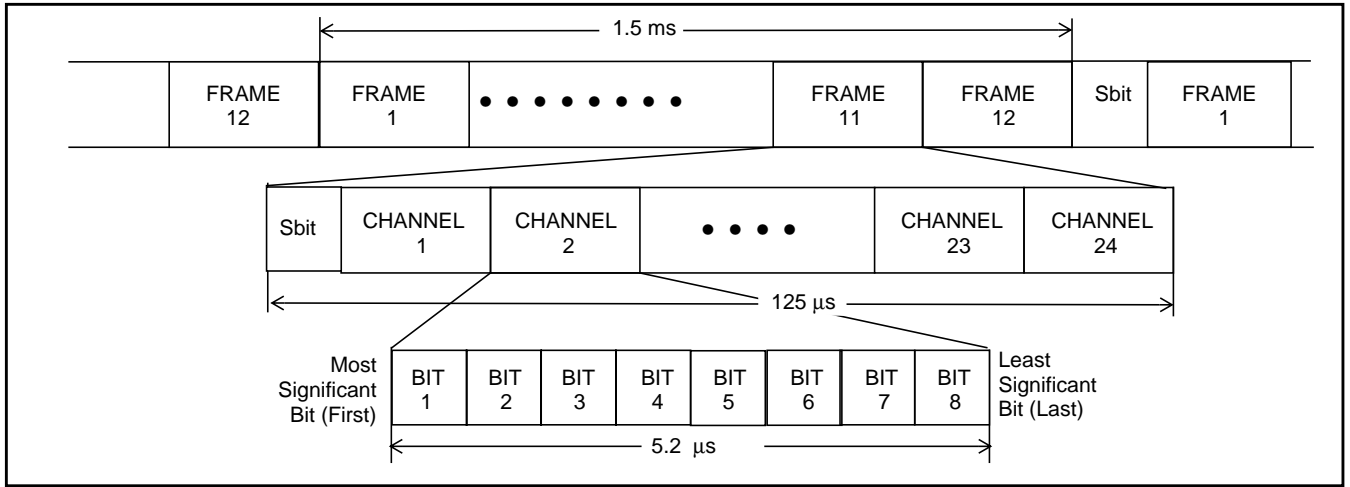 1.5 ms
FRAME
12
FRAME
1
FRAME
11
FRAME
12
Sbit
FRAME
1
Sbit
CHANNEL
1
CHANNEL
2
CHANNEL
23
CHANNEL
24
125 μs
Most
Significant
Bit (First)
BIT
1
BIT
2
BIT
3
BIT
4
BIT
5
BIT
6
BIT
7
BIT
8
Least
Significant
Bit (Last)
5.2 μs